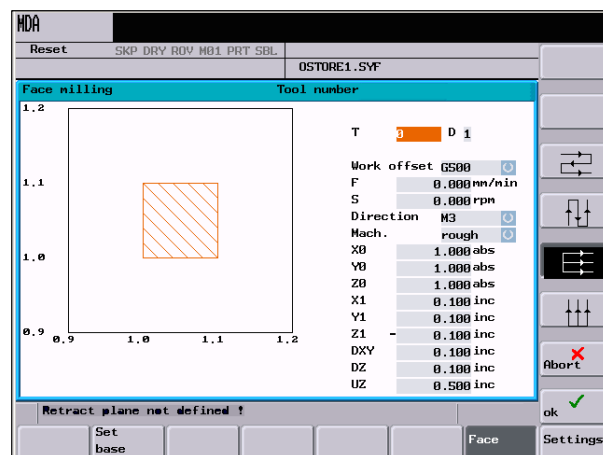 MDA
Reset SKP DRY ROV M01 PRT SBL
OSTORE1.SYF
Face milling Tool number
1.2
1.1
1.0
0.9
0.9 1.0 1.1 1.2
T 0 D 1
Work offset G500
F 0.000 mm/min
S 0.000 rpm
Direction M3
Mach. rough
X0 1.000 abs
Y0 1.000 abs
Z0 1.000 abs
X1 0.100 inc
Y1 0.100 inc
Z1 - 0.100 inc
DXY 0.100 inc
DZ 0.100 inc
UZ 0.500 inc
Abort
Retract plane not defined !
ok
Set
base
Face
Settings